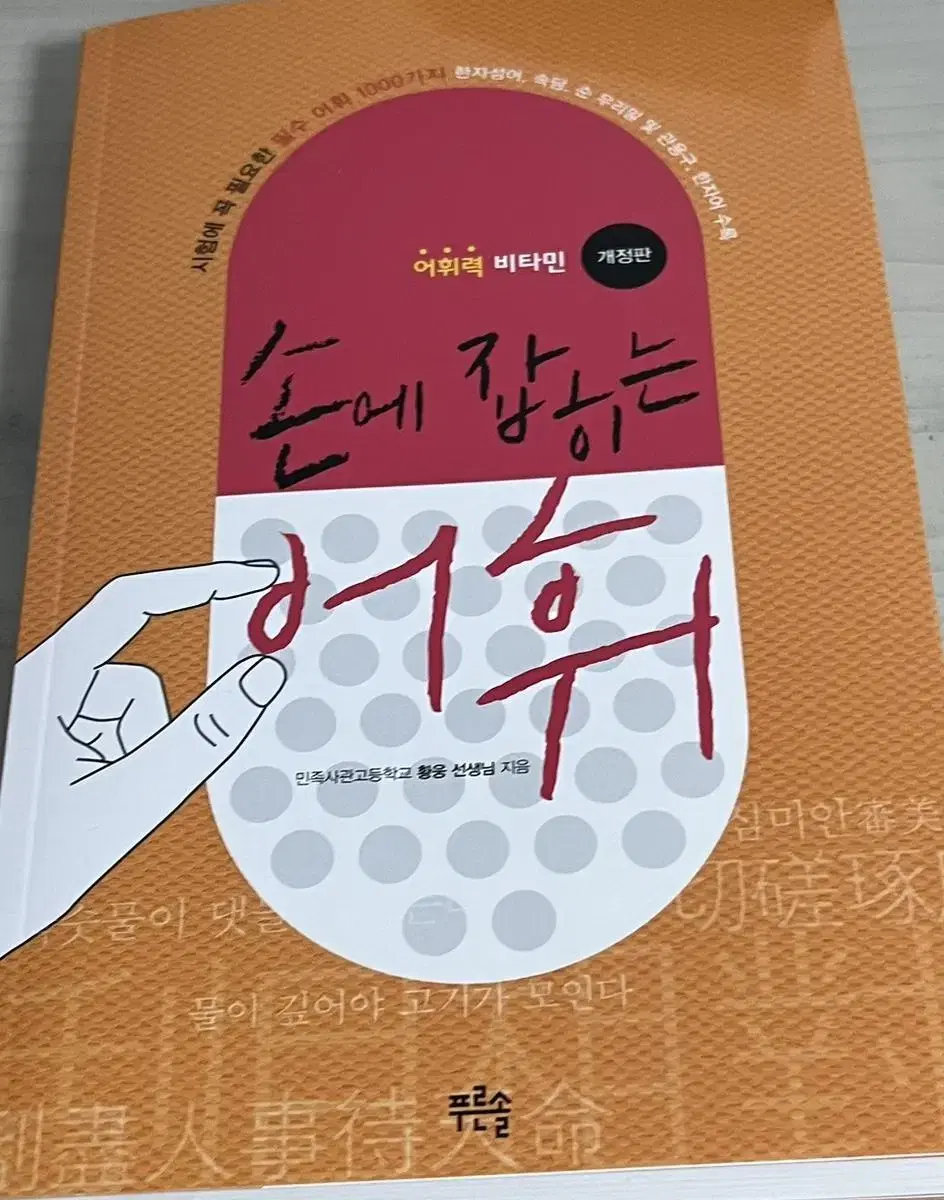 시험에 꼭 필요한 필수 어휘 1000가지 한자성어, 속담, 순 우리말 및 관용구, 한자어 수록
어휘력 비타민
개정판
손에 잡히는
어휘
민족사관고등학교 황웅 선생님 지음
심미안審美
切磋琢
숫물이 댓글
물이 깊어야 고기가 모인다
盡人事待天命
푸른솔